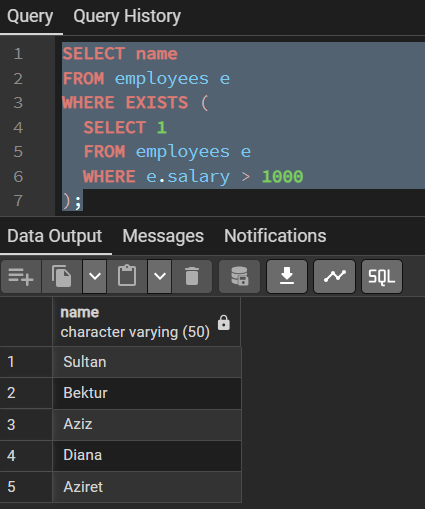 Query Query History
1 SELECT name
2 FROM employees e
3 WHERE EXISTS (
4 SELECT 1
5 FROM employees e
6 WHERE e.salary > 1000
7 );
Data Output Messages Notifications
SQL
name
character varying (50)
1 Sultan
2 Bektur
3 Aziz
4 Diana
5 Aziret